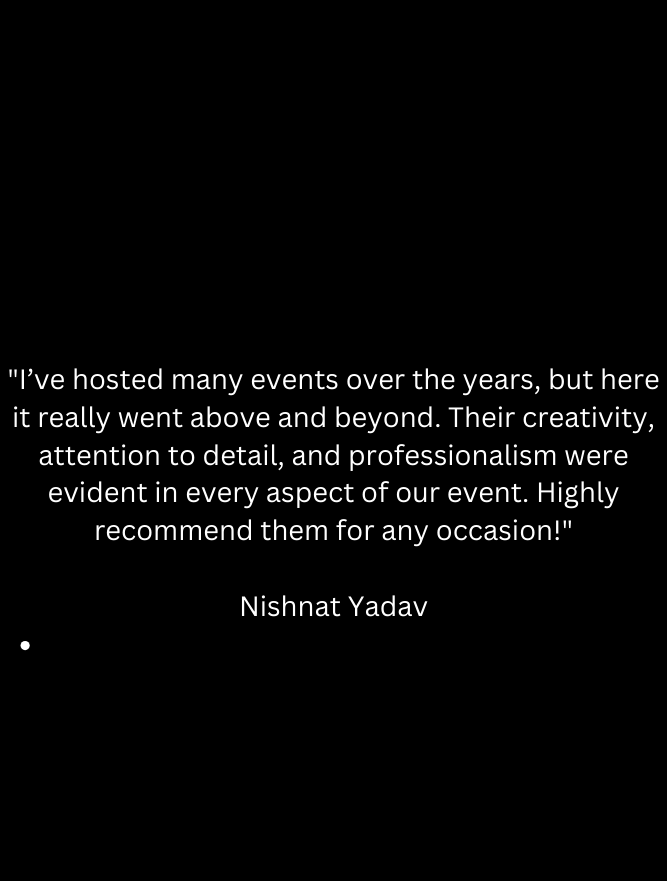 "I’ve hosted many events over the years, but here
it really went above and beyond. Their creativity,
attention to detail, and professionalism were
evident in every aspect of our event. Highly
recommend them for any occasion!"
Nishnat Yadav
•